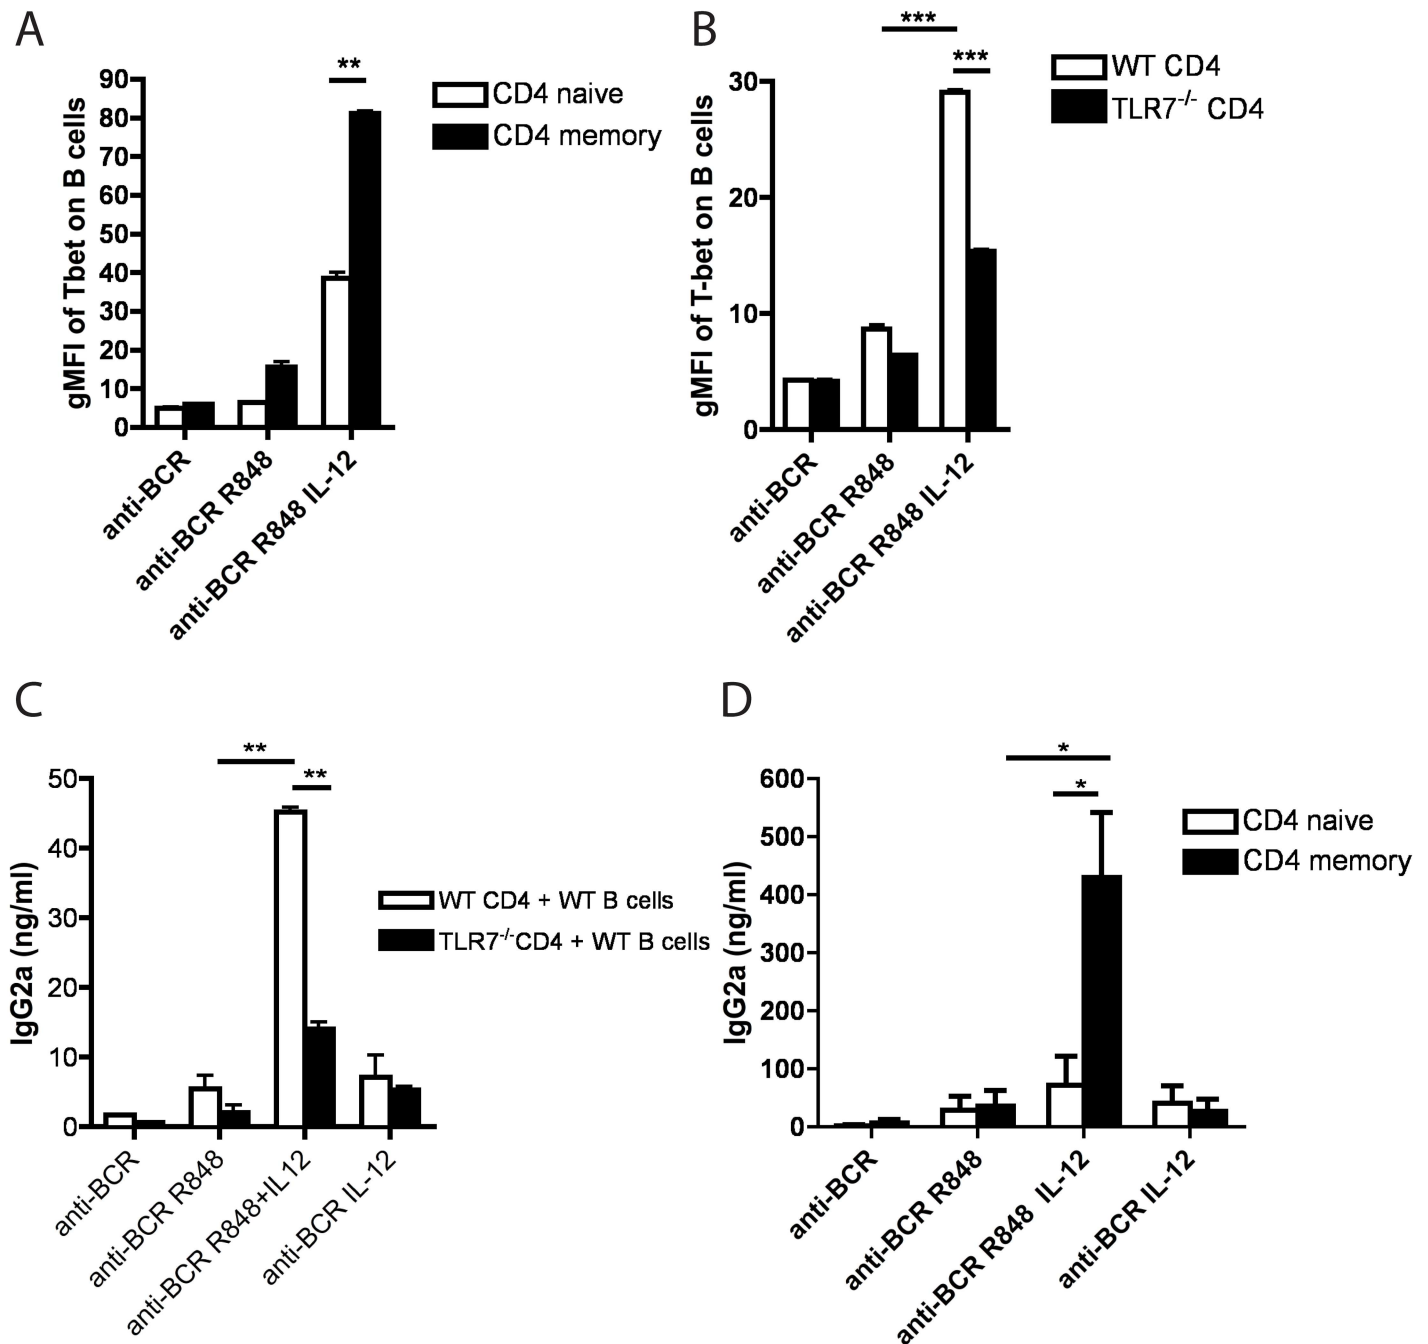 A
gMFI of Tbet on B cells
90
80
70
60
50
40
30
20
10
0
**
CD4 naive
CD4 memory
anti-BCR
anti-BCR R848
anti-BCR R848 IL-12
B
gMFI of T-bet on B cells
30
20
10
0
***
***
WT CD4
TLR7-/- CD4
anti-BCR
anti-BCR R848
anti-BCR R848 IL-12
C
IgG2a (ng/ml)
50
40
30
20
10
0
**
**
WT CD4 + WT B cells
TLR7-/-CD4 + WT B cells
anti-BCR
anti-BCR R848
anti-BCR R848+IL12
anti-BCR IL-12
D
IgG2a (ng/ml)
600
500
400
300
200
100
0
*
*
CD4 naive
CD4 memory
anti-BCR
anti-BCR R848
anti-BCR R848 IL-12
anti-BCR IL-12